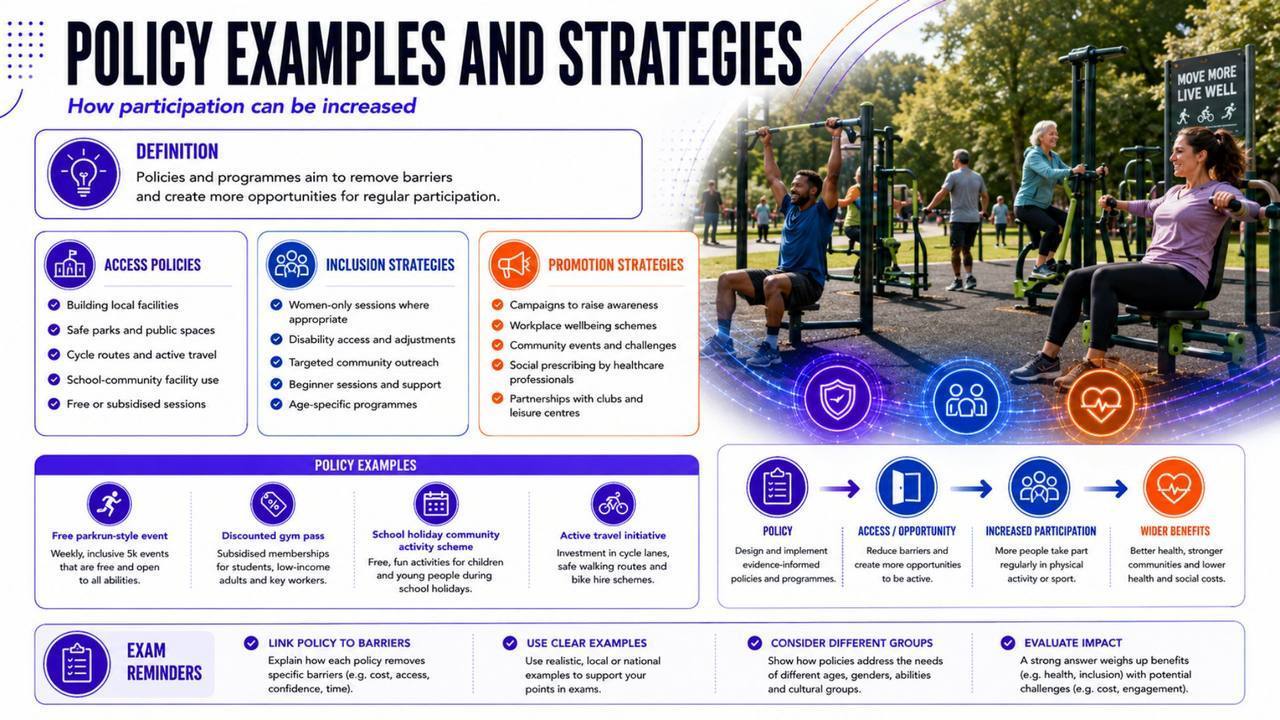 POLICY EXAMPLES AND STRATEGIES
How participation can be increased
MOVE MORE
LIVE WELL
DEFINITION
Policies and programmes aim to remove barriers
and create more opportunities for regular participation.
ACCESS POLICIES
Building local facilities
Safe parks and public spaces
Cycle routes and active travel
School-community facility use
Free or subsidised sessions
INCLUSION STRATEGIES
Women-only sessions where
appropriate
Disability access and adjustments
Targeted community outreach
Beginner sessions and support
Age-specific programmes
PROMOTION STRATEGIES
Campaigns to raise awareness
Workplace wellbeing schemes
Community events and challenges
Social prescribing by healthcare
professionals
Partnerships with clubs and
leisure centres
POLICY EXAMPLES
Free parkrun-style event
Weekly, inclusive 5k events
that are free and open
to all abilities.
Discounted gym pass
Subsidised memberships
for students, low-income
adults and key workers.
School holiday community
activity scheme
Free, fun activities for children
and young people during
school holidays.
Active travel initiative
Investment in cycle lanes,
safe walking routes and
bike hire schemes.
POLICY
Design and implement
evidence-informed
policies and programmes.
ACCESS / OPPORTUNITY
Reduce barriers and
create more opportunities
to be active.
INCREASED PARTICIPATION
More people take part
regularly in physical
activity or sport.
WIDER BENEFITS
Better health, stronger
communities and lower
health and social costs.
EXAM
REMINDERS
LINK POLICY TO BARRIERS
Explain how each policy removes
specific barriers (e.g. cost, access,
confidence, time).
USE CLEAR EXAMPLES
Use realistic, local or national
examples to support your
points in exams.
CONSIDER DIFFERENT GROUPS
Show how policies address the needs
of different ages, genders, abilities
and cultural groups.
EVALUATE IMPACT
A strong answer weighs up benefits
(e.g. health, inclusion) with potential
challenges (e.g. cost, engagement).